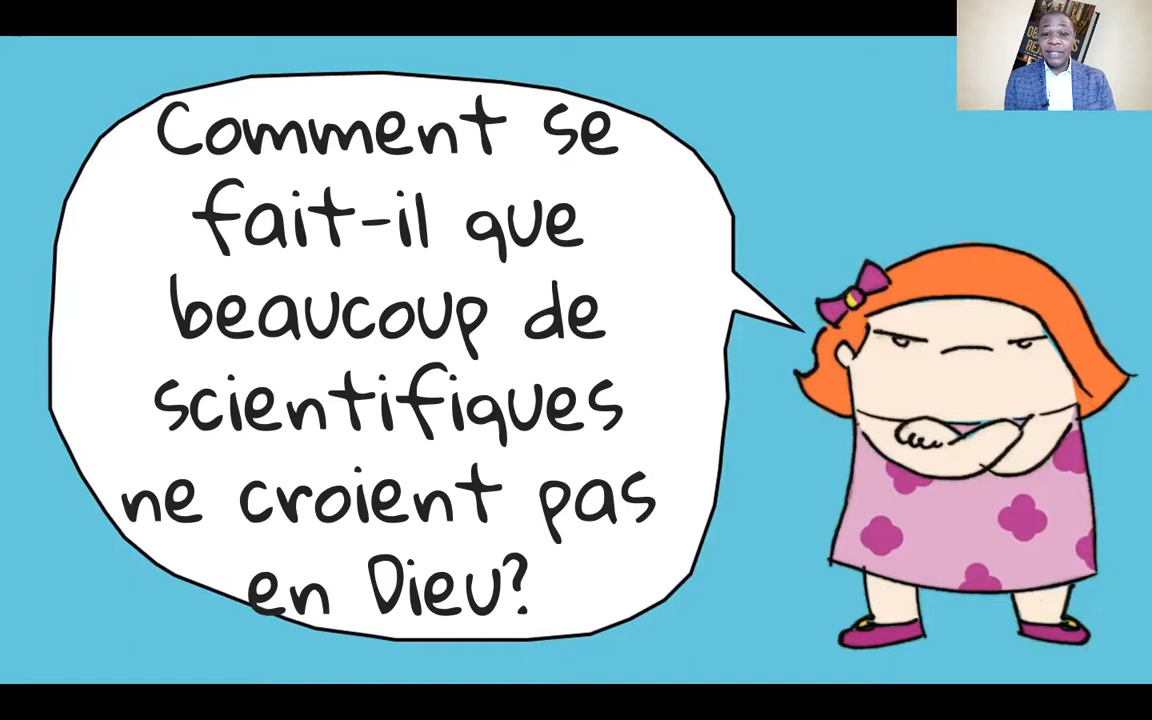 Comment se
fait-il que
beaucoup de
scientifiques
ne croient pas
en Dieu?